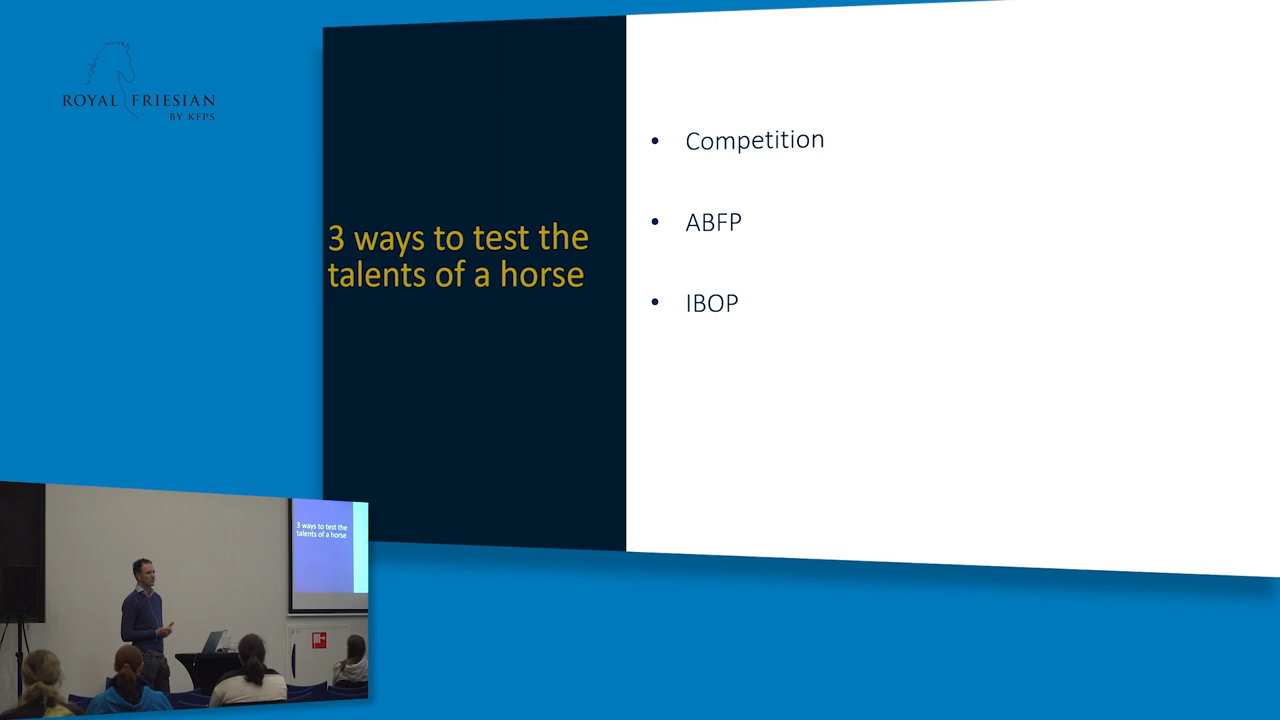 ROYAL FRIESIAN
BY KFPS
3 ways to test the
talents of a horse
• Competition
• ABFP
• IBOP
3 ways to test the
talents of a horse